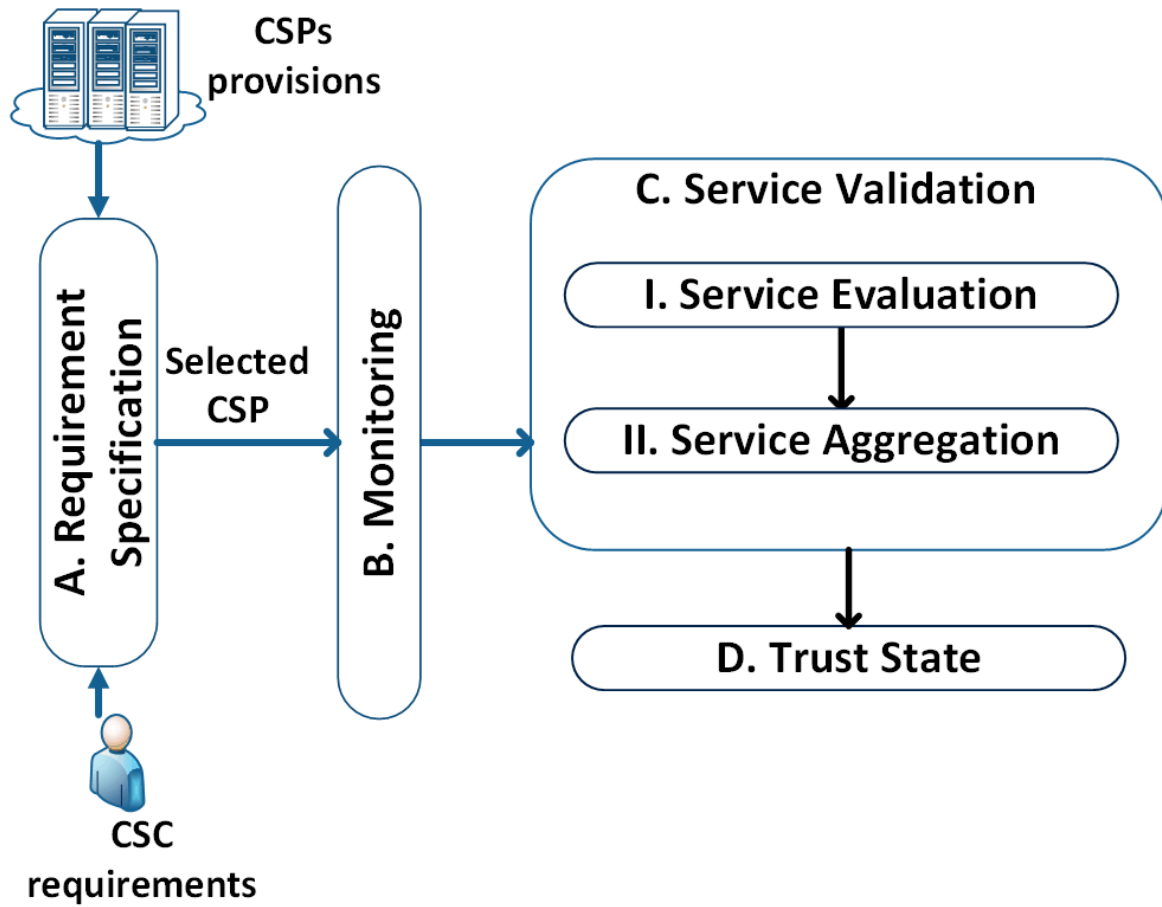 CSPs
provisions
A. Requirement
Specification
Selected
CSP
B. Monitoring
C. Service Validation
I. Service Evaluation
II. Service Aggregation
D. Trust State
CSC
requirements